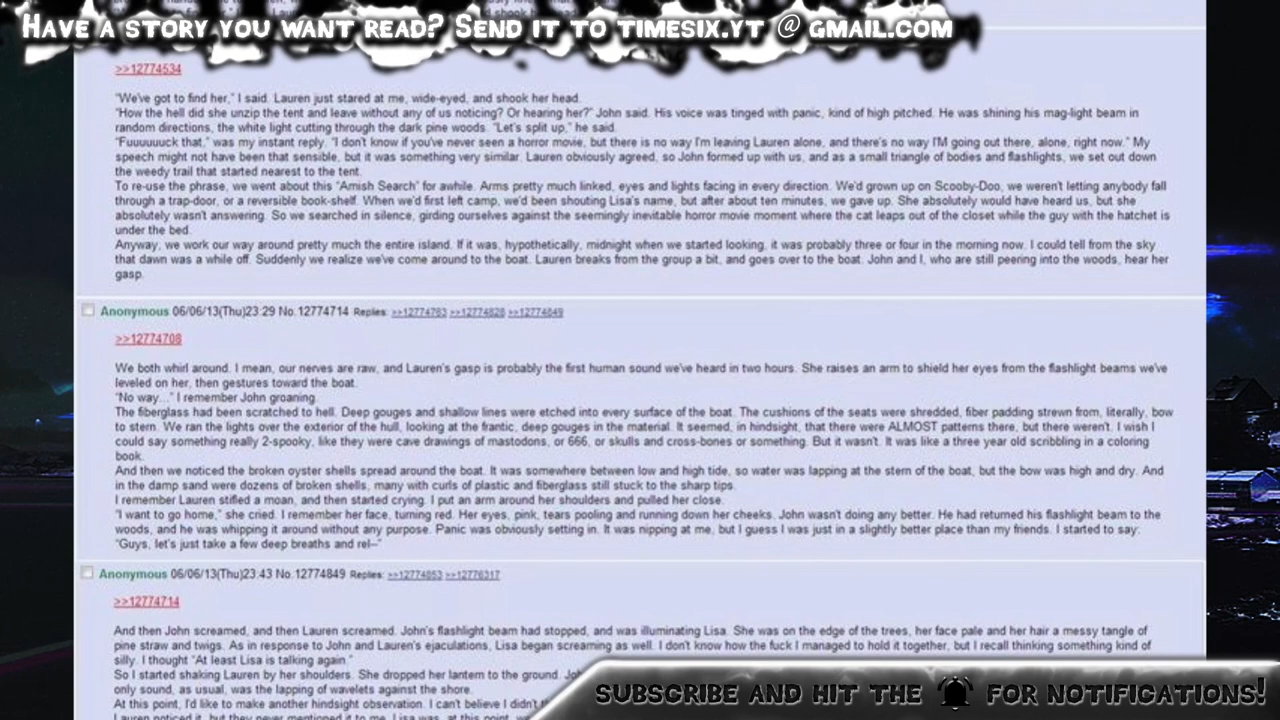 Have a story you want read? Send it to timesix.yt @ gmail.com
>>12774534
"We've got to find her," I said. Lauren just stared at me, wide-eyed, and shook her head.
"How the hell did she unzip the tent and leave without any of us noticing? Or hearing her?" John said. His voice was tinged with panic, kind of high pitched. He was shining his mag-light beam in
random directions, the white light cutting through the dark pine woods. "Let's split up," he said.
"Fuuuuuuck that," was my instant reply. "I don't know if you've never seen a horror movie, but there is no way I'm leaving Lauren alone, and there's no way I'M going out there, alone, right now." My
speech might not have been that sensible, but it was something very similar. Lauren obviously agreed, so John formed up with us, and as a small triangle of bodies and flashlights, we set out down
the weedy trail that started nearest to the tent.
To re-use the phrase, we went about this "Amish Search" for awhile. Arms pretty much linked, eyes and lights facing in every direction. We'd grown up on Scooby-Doo, we weren't letting anybody fall
through a trap-door, or a reversible book-shelf. When we'd first left camp, we'd been shouting Lisa's name, but after about ten minutes, we gave up. She absolutely would have heard us, but she
absolutely wasn't answering. So we searched in silence, girding ourselves against the seemingly inevitable horror movie moment where the cat leaps out of the closet while the guy with the hatchet is
under the bed.
Anyway, we work our way around pretty much the entire island. If it was, hypothetically, midnight when we started looking, it was probably three or four in the morning now. I could tell from the sky
that dawn was a while off. Suddenly we realize we've come around to the boat. Lauren breaks from the group a bit, and goes over to the boat. John and I, who are still peering into the woods, hear her
gasp.
Anonymous 06/06/13(Thu)23:29 No.12774714 Replies: >>12774783 >>12774828 >>12774849
>>12774708
We both whirl around. I mean, our nerves are raw, and Lauren's gasp is probably the first human sound we've heard in two hours. She raises an arm to shield her eyes from the flashlight beams we've
leveled on her, then gestures toward the boat.
"No way..." I remember John groaning.
The fiberglass had been scratched to hell. Deep gouges and shallow lines were etched into every surface of the boat. The cushions of the seats were shredded, fiber padding strewn from, literally, bow
to stern. We ran the lights over the exterior of the hull, looking at the frantic, deep gouges in the material. It seemed, in hindsight, that there were ALMOST patterns there, but there weren't. I wish I
could say something really 2-spooky, like they were cave drawings of mastodons, or 666, or skulls and cross-bones or something. But it wasn't. It was like a three year old scribbling in a coloring
book.
And then we noticed the broken oyster shells spread around the boat. It was somewhere between low and high tide, so water was lapping at the stern of the boat, but the bow was high and dry. And
in the damp sand were dozens of broken shells, many with curls of plastic and fiberglass still stuck to the sharp tips.
I remember Lauren stifled a moan, and then started crying. I put an arm around her shoulders and pulled her close.
"I want to go home," she cried. I remember her face, turning red. Her eyes, pink, tears pooling and running down her cheeks. John wasn't doing any better. He had returned his flashlight beam to the
woods, and he was whipping it around without any purpose. Panic was obviously setting in. It was nipping at me, but I guess I was just in a slightly better place than my friends. I started to say:
"Guys, let's just take a few deep breaths and rel--"
Anonymous 06/06/13(Thu)23:43 No.12774849 Replies: >>12774853 >>12776317
>>12774714
And then John screamed, and then Lauren screamed. John's flashlight beam had stopped, and was illuminating Lisa. She was on the edge of the trees, her face pale and her hair a messy tangle of
pine straw and twigs. As in response to John and Lauren's ejaculations, Lisa began screaming as well. I don't know how the fuck I managed to hold it together, but I recall thinking something kind of
silly. I thought "At least Lisa is talking again."
So I started shaking Lauren by her shoulders. She dropped her lantern to the ground.
only sound, as usual, was the lapping of wavelets against the shore.
At this point, I'd like to make another hindsight observation. I can't believe I didn't
Lauren noticed it, but they never mentioned it to me. Lisa was, at this point,
subscribe and hit the for notifications!